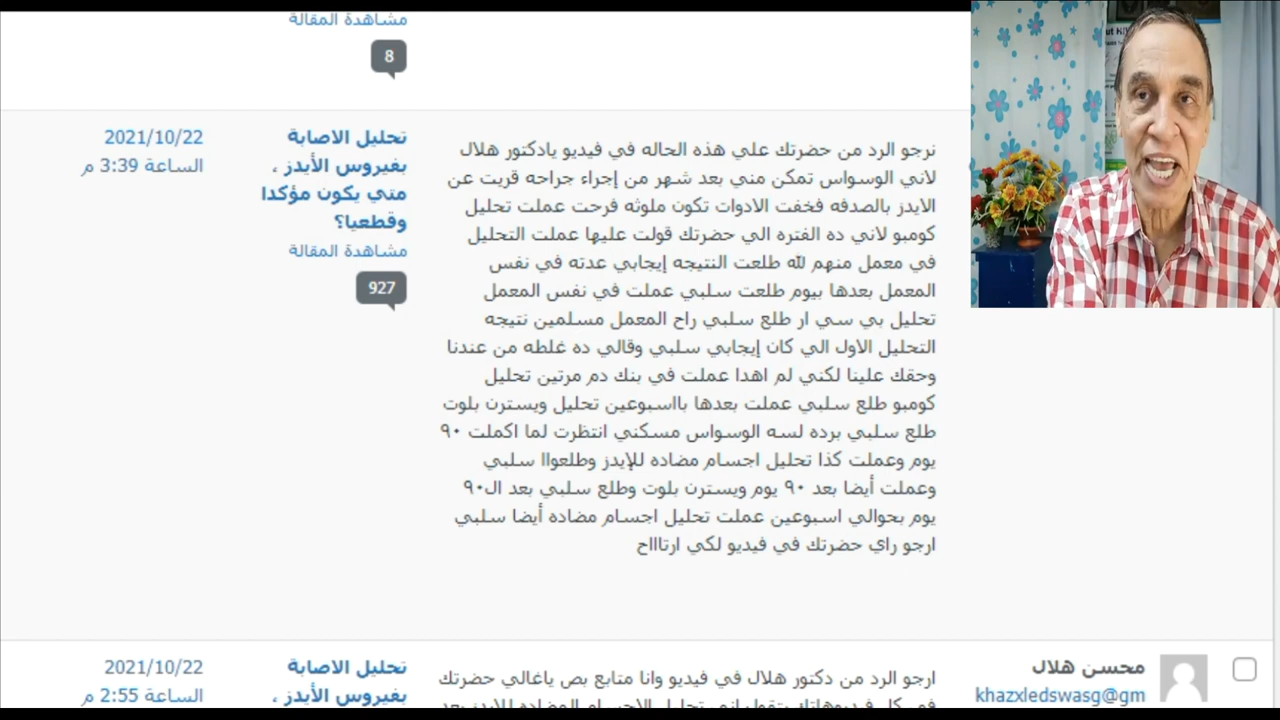 مشاهدة المقالة
8
نرجو الرد من حضرتك علي هذه الحاله في فيديو يادكتور هلال
لاني الوسواس تمكن مني بعد شهر من إجراء جراحه قريت عن
الايدز بالصدفه فخفت الادوات تكون ملوثه فرحت عملت تحليل
كومبو لاني ده الفتره الي حضرتك قولت عليها عملت التحليل
في معمل منهم لله طلعت النتيجه إيجابي عدته في نفس
المعمل بعدها بيوم طلعت سلبي عملت في نفس المعمل
تحليل بي سي ار طلع سلبي راح المعمل مسلمين نتيجه
التحليل الاول الي كان إيجابي سلبي وقالي ده غلطه من عندنا
وحقك علينا لكني لم اهدا عملت في بنك دم مرتين تحليل
كومبو طلع سلبي عملت بعدها بااسبوعين تحليل ويسترن بلوت
طلع سلبي برده لسه الوسواس مسكني انتظرت لما اكملت ٩٠
يوم وعملت كذا تحليل اجسام مضاده للإيدز وطلعواا سلبي
وعملت أيضا بعد ٩٠ يوم ويسترن بلوت وطلع سلبي بعد ال٩٠
يوم بحوالي اسبوعين عملت تحليل اجسام مضاده أيضا سلبي
ارجو راي حضرتك في فيديو لكي ارتاااح
تحليل الاصابة
بفيروس الأيدز ،
متي يكون مؤكدا
وقطعيا؟
مشاهدة المقالة
927
2021/10/22
الساعة 3:39 م
محسن هلال
khazxledswasg@gm
ارجو الرد من دكتور هلال في فيديو وانا متابع بص ياغالي حضرتك
تحليل الاصابة
بفيروس الأيدز ،
2021/10/22
الساعة 2:55 م